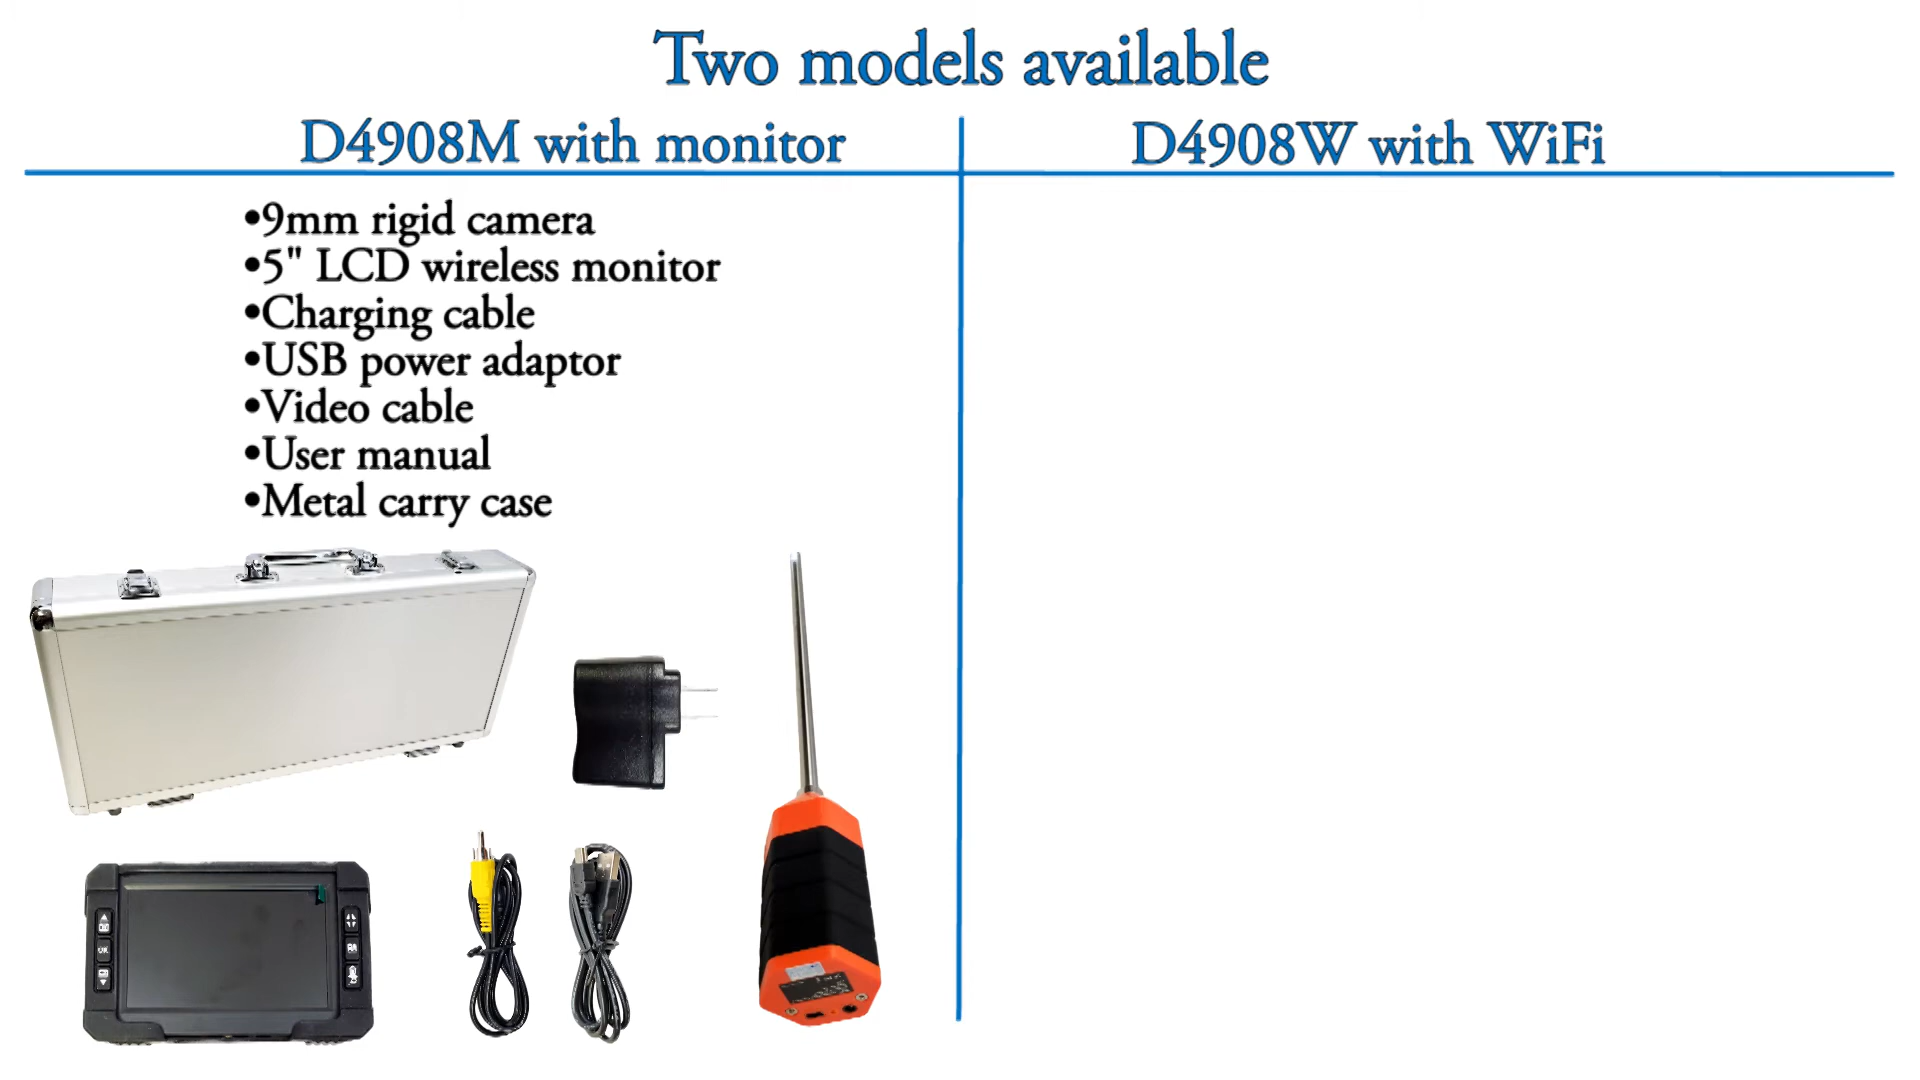 Two models available
D4908M with monitor
D4908W with WiFi
•9mm rigid camera
•5" LCD wireless monitor
•Charging cable
•USB power adaptor
•Video cable
•User manual
•Metal carry case
OK